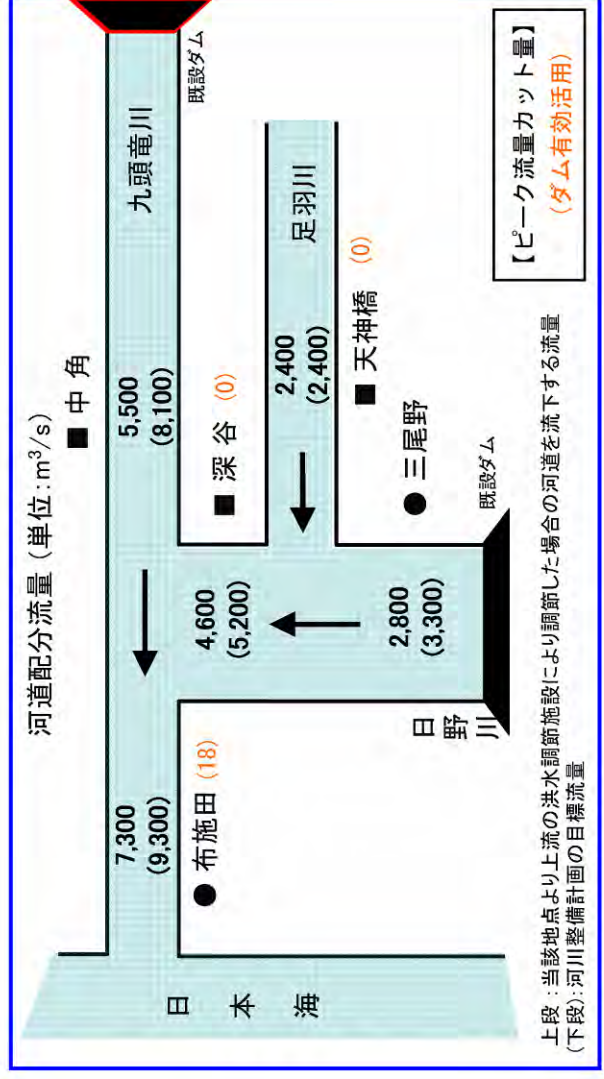 河道配分流量 (単位:m³/s)
■ 中 角
5,500
(8,100)
九頭竜川
既設ダム
7,300
(9,300)
● 布施田 (18)
■ 深 谷 (0)
4,600
(5,200)
2,400
(2,400)
足羽川
■ 天神橋 (0)
2,800
(3,300)
● 三尾野
既設ダム
日
野
川
日 本 海
【ピーク流量カット量】
(ダム有効活用)
上段 :当該地点より上流の洪水調節施設により調節した場合の河道を流下する流量
(下段):河川整備計画の目標流量